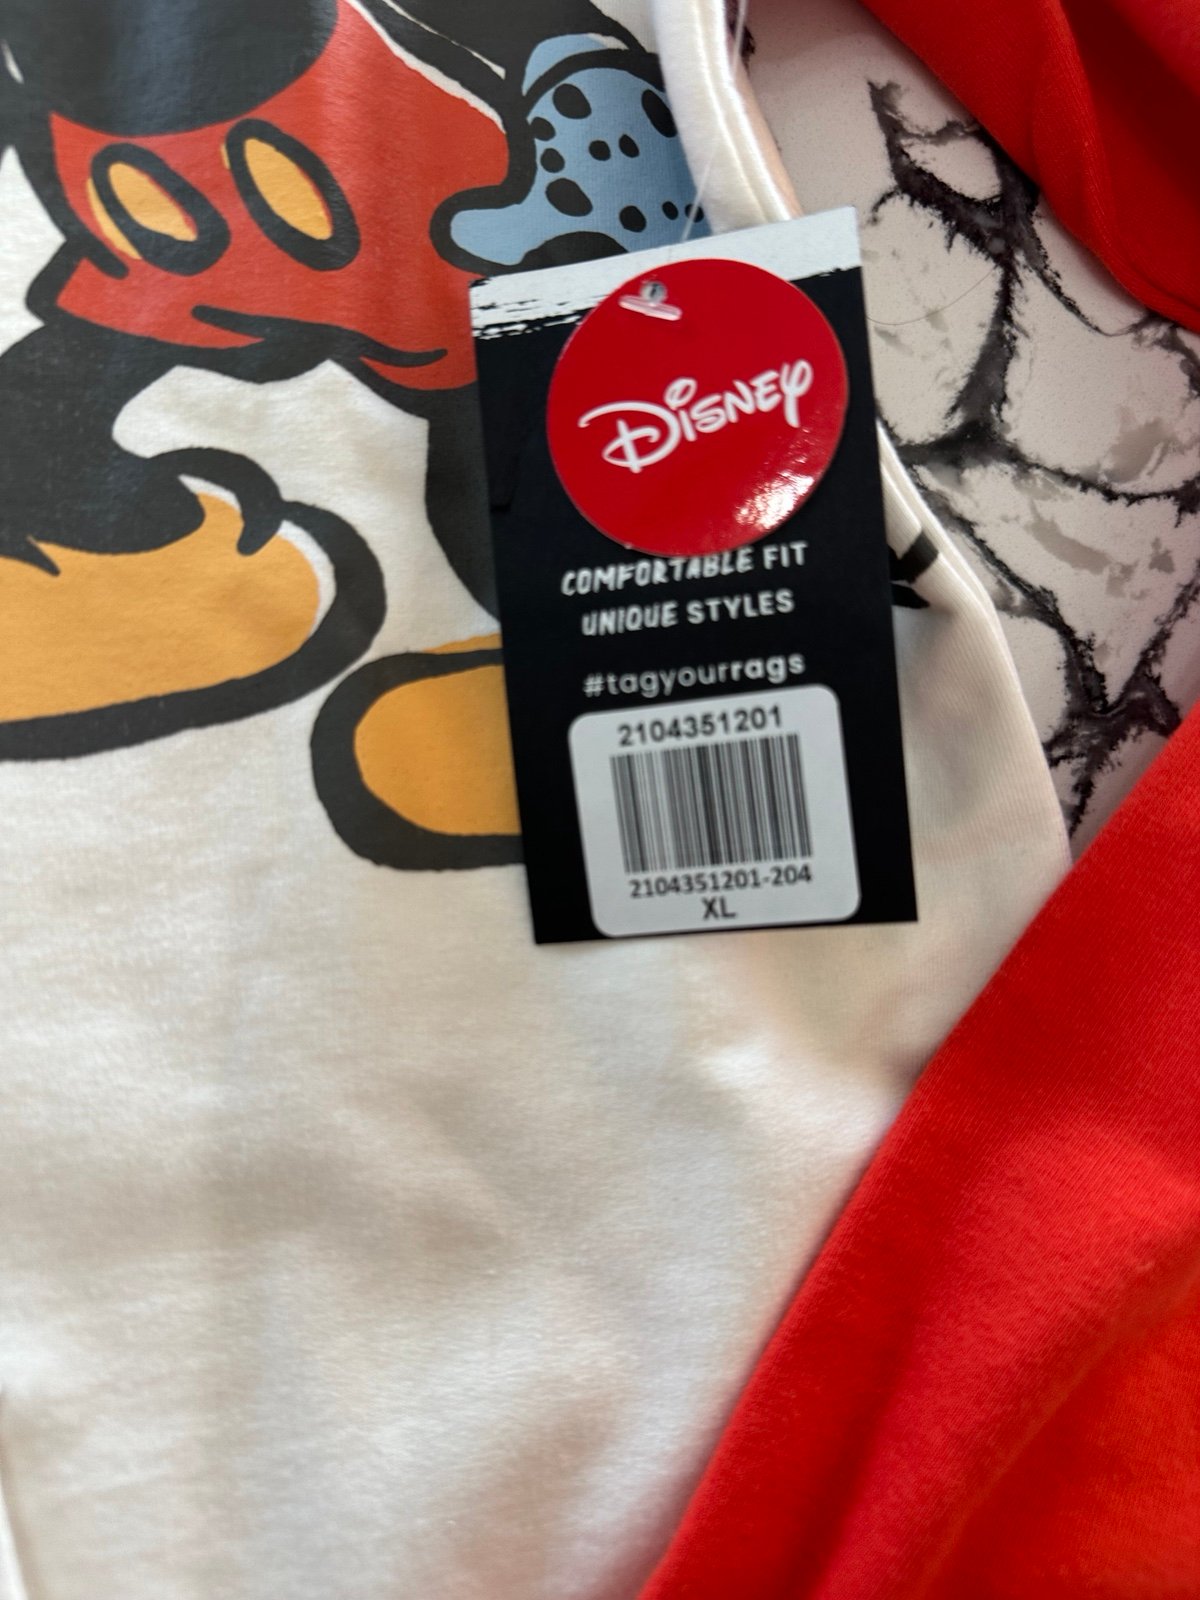 Disney
COMFORTABLE FIT
UNIQUE STYLES
#tagyourrags
2104351201
2104351201-204
XL